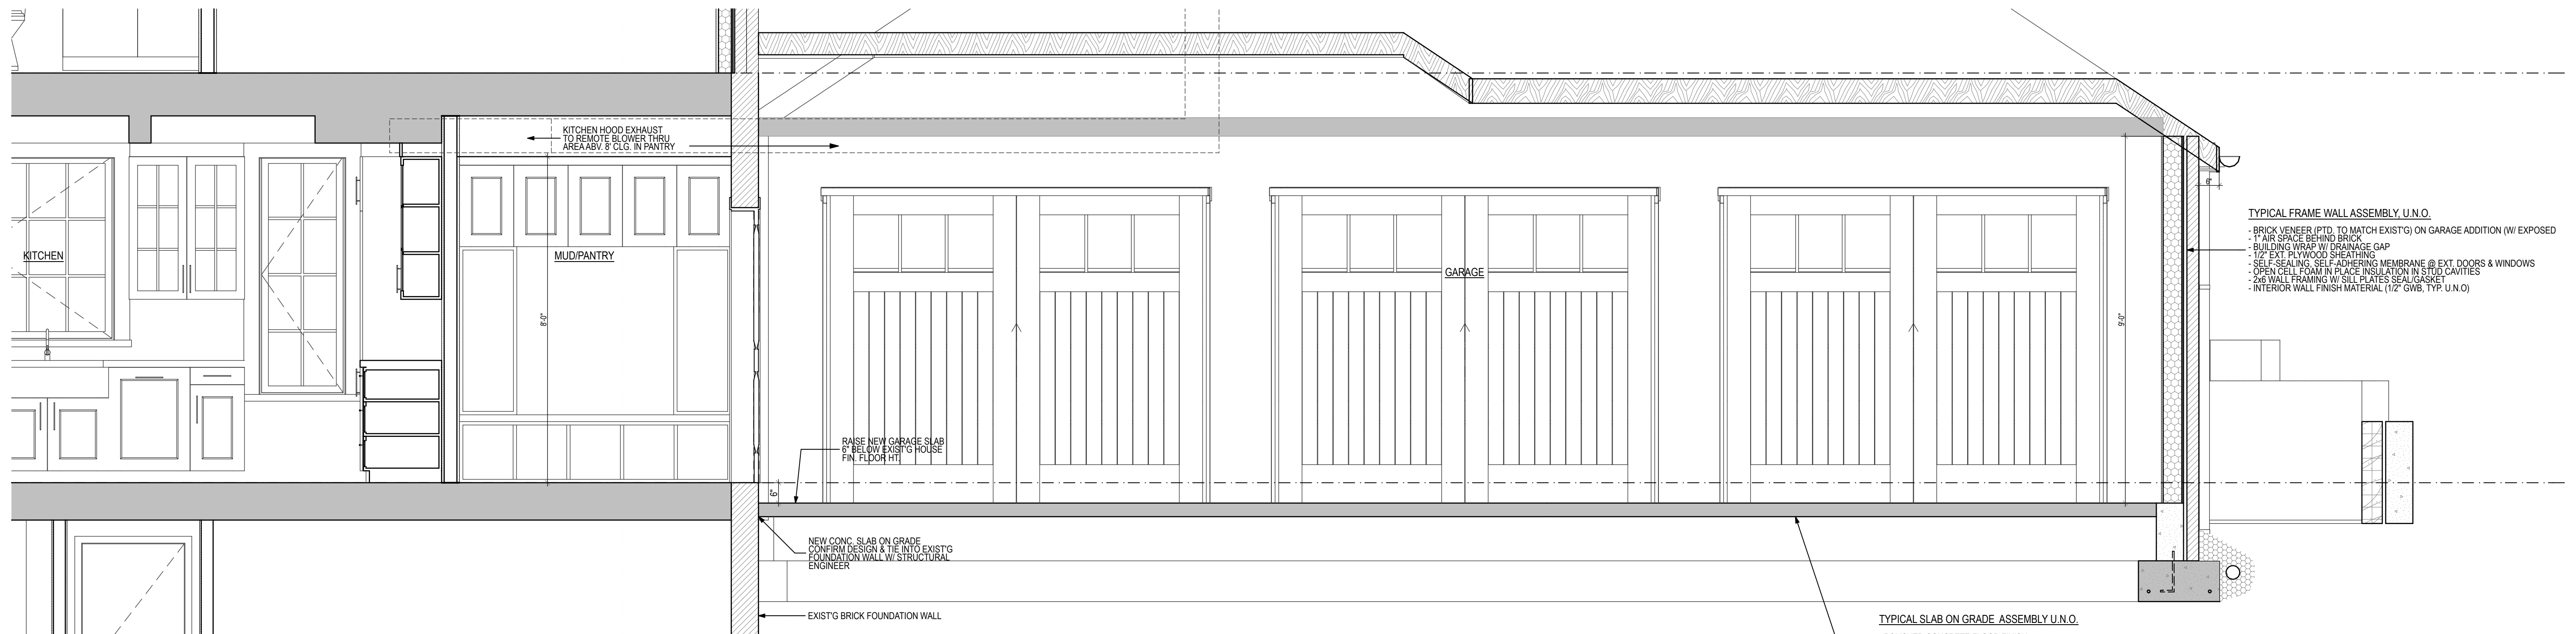 KITCHEN HOOD EXHAUST
TO REMOTE BLOWER THRU
AREA ABV. 8' CLG. IN PANTRY
KITCHEN
MUD/PANTRY
GARAGE
8'-0"
9'-0"
6"
TYPICAL FRAME WALL ASSEMBLY, U.N.O.
- BRICK VENEER (PTD. TO MATCH EXIST'G) ON GARAGE ADDITION (W/ EXPOSED
- 1" AIR SPACE BEHIND BRICK
- BUILDING WRAP W/ DRAINAGE GAP
- 1/2" EXT. PLYWOOD SHEATHING
- SELF-SEALING, SELF-ADHERING MEMBRANE @ EXT. DOORS & WINDOWS
- OPEN CELL FOAM IN PLACE INSULATION IN STUD CAVITIES
- 2x6 WALL FRAMING W/ SILL PLATES SEAL/GASKET
- INTERIOR WALL FINISH MATERIAL (1/2" GWB, TYP. U.N.O)
RAISE NEW GARAGE SLAB
6" BELOW EXIST'G HOUSE
FIN. FLOOR HT.
6"
NEW CONC. SLAB ON GRADE
CONFIRM DESIGN & TIE INTO EXIST'G
FOUNDATION WALL W/ STRUCTURAL
ENGINEER
EXIST'G BRICK FOUNDATION WALL
TYPICAL SLAB ON GRADE ASSEMBLY U.N.O.